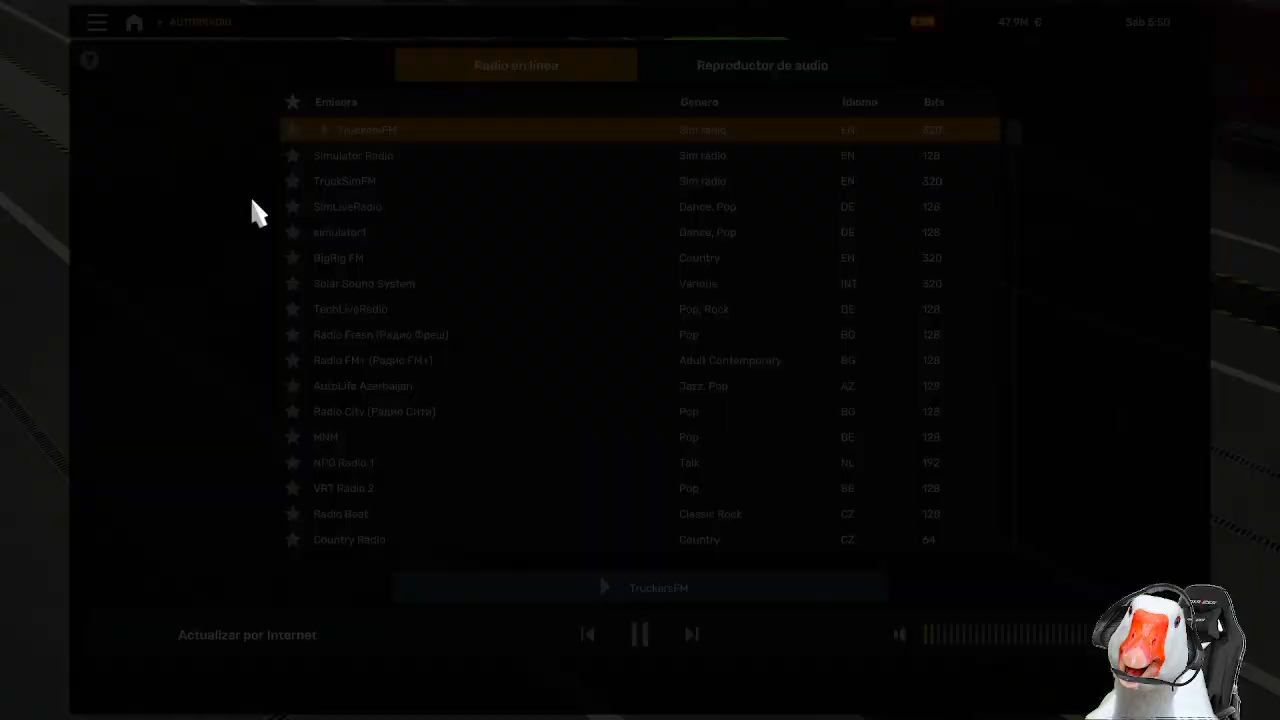 AUTORRADIO 47.9M € Sáb 5:50
Radio en línea Reproductor de audio
Emisora Género Idioma Bits
TruckersFM Sim radio EN 320
Simulator Radio Sim radio EN 128
TruckSimFM Sim radio EN 320
SimLiveRadio Dance, Pop DE 128
simulator1 Dance, Pop DE 128
BigRig FM Country EN 320
Solar Sound System Various INT 320
TechLiveRadio Pop, Rock DE 128
Radio Fresh (Радио Фреш) Pop BG 128
Radio FM+ (Радио FM+) Adult Contemporary BG 128
AutoLife Azerbaijan Jazz, Pop AZ 128
Radio City (Радио Сити) Pop BG 128
MNM Pop BE 128
NPO Radio 1 Talk NL 192
VRT Radio 2 Pop BE 128
Radio Beat Classic Rock CZ 128
Country Radio Country CZ 64
TruckersFM
Actualizar por Internet